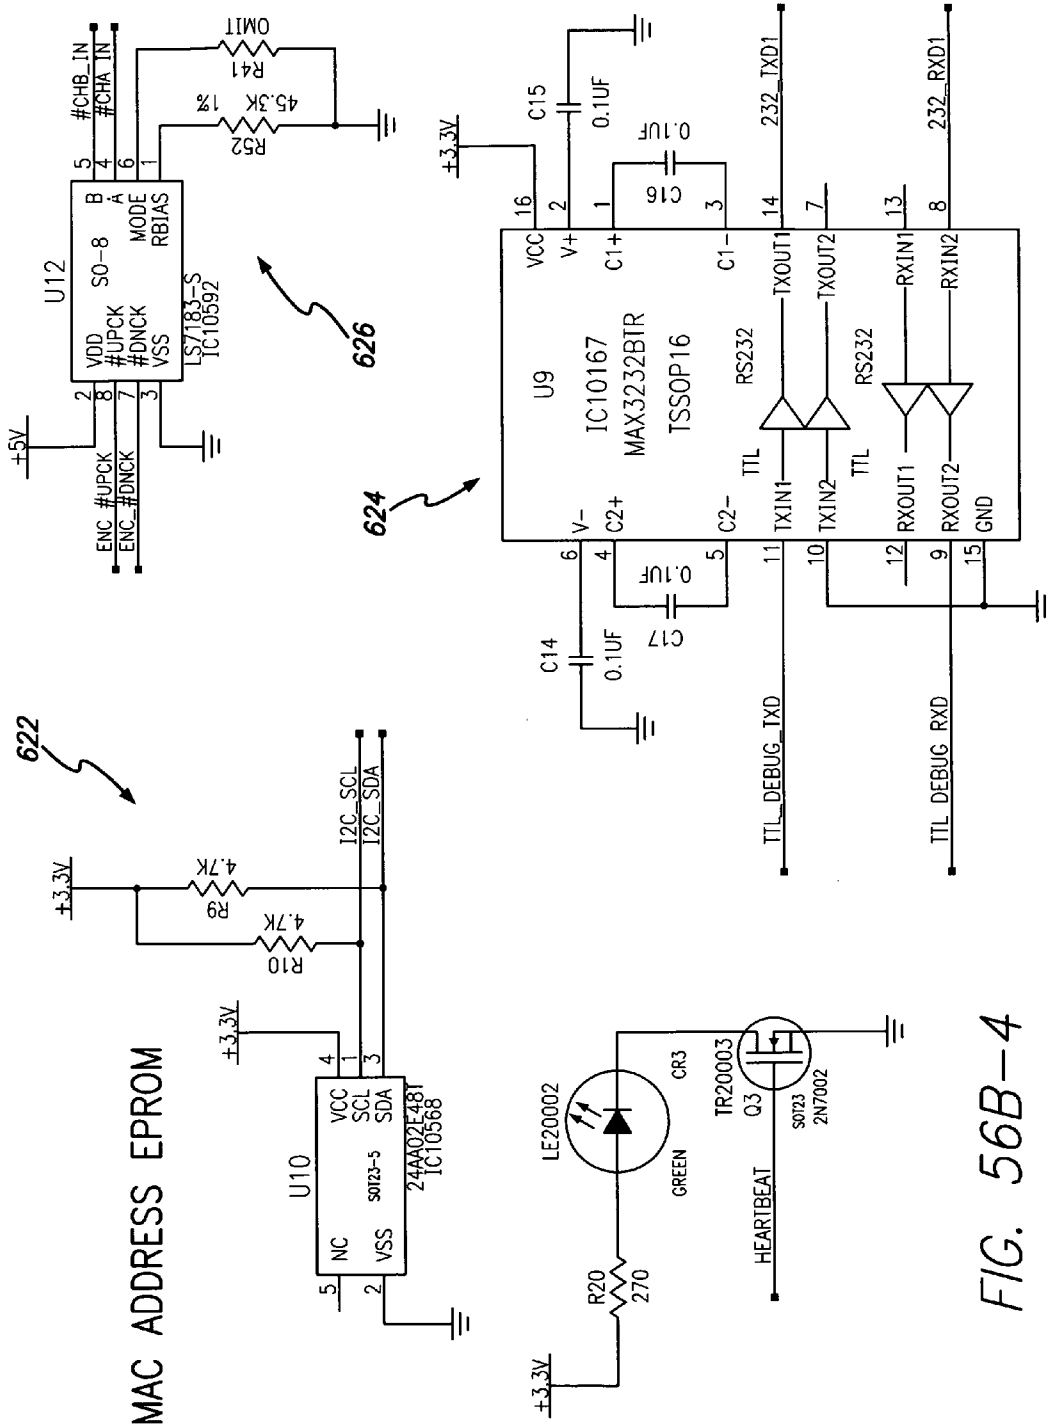 MAC ADDRESS EPROM
622
+3.3V
+3.3V
R10
4.7K
R9
4.7K
U10
5
NC
VCC
4
SCL
1
SOT23-5
2
VSS
SDA
3
24AA02E48T
IC10568
I2C_SCL
I2C_SDA
+5V
U12
2
VDD
SO-8
B
5
#CHB_IN
ENC_#UPCK
8
#UPCK
A
4
#CHA_IN
ENC_#DNCK
7
#DNCK
MODE
6
3
VSS
RBIAS
1
LS7183-S
IC10592
R52
45.3K
1%
R41
OMIT
626
+3.3V
R20
270
LE20002
GREEN
CR3
TR20003
Q3
SOT23
2N7002
HEARTBEAT
624
+3.3V
U9
IC10167
MAX3232BTR
TSSOP16
VCC
16
C14
0.1UF
6
V-
V+
2
C15
0.1UF
4
C2+
C1+
1
C17
0.1UF
C16
0.1UF
5
C2-
C1-
3
TTL
RS232
TTL_DEBUG_TXD
11
TXIN1
TXOUT1
14
232_TXD1
10
TXIN2
TXOUT2
7
TTL
RS232
12
RXOUT1
RXIN1
13
TTL DEBUG RXD
9
RXOUT2
RXIN2
8
232_RXD1
15
GND
FIG. 56B-4